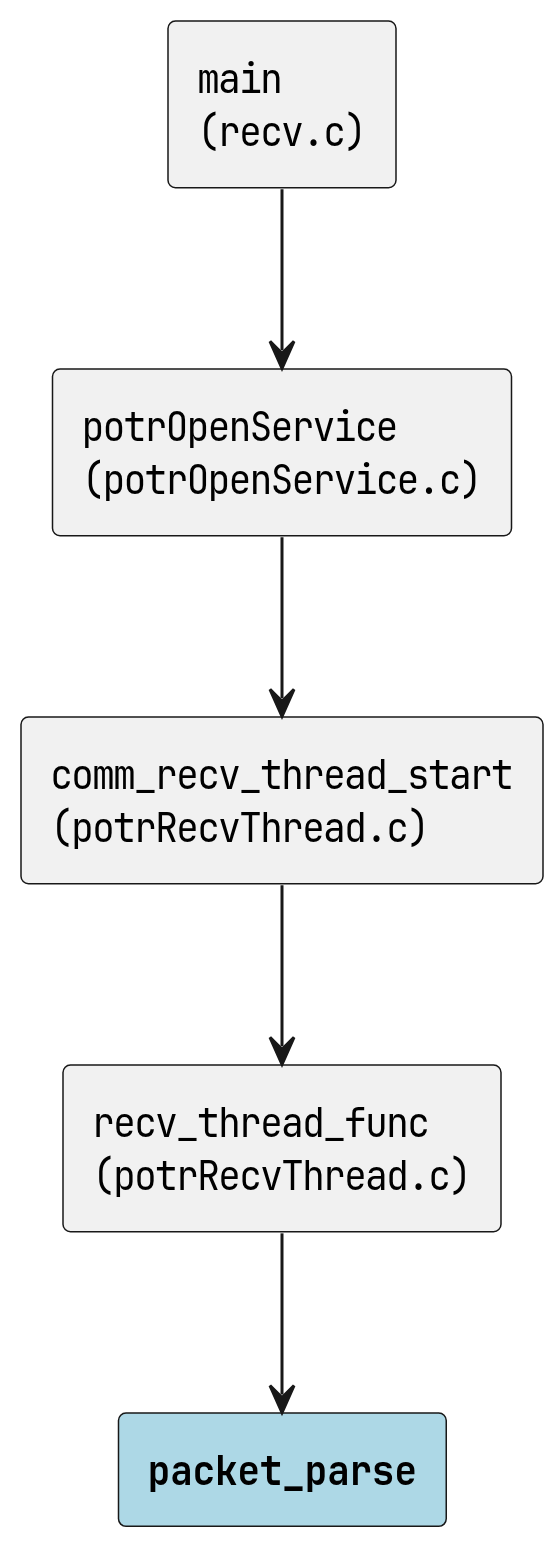 main
(recv.c)
potrOpenService
(potrOpenService.c)
comm_recv_thread_start
(potrRecvThread.c)
recv_thread_func
(potrRecvThread.c)
packet_parse